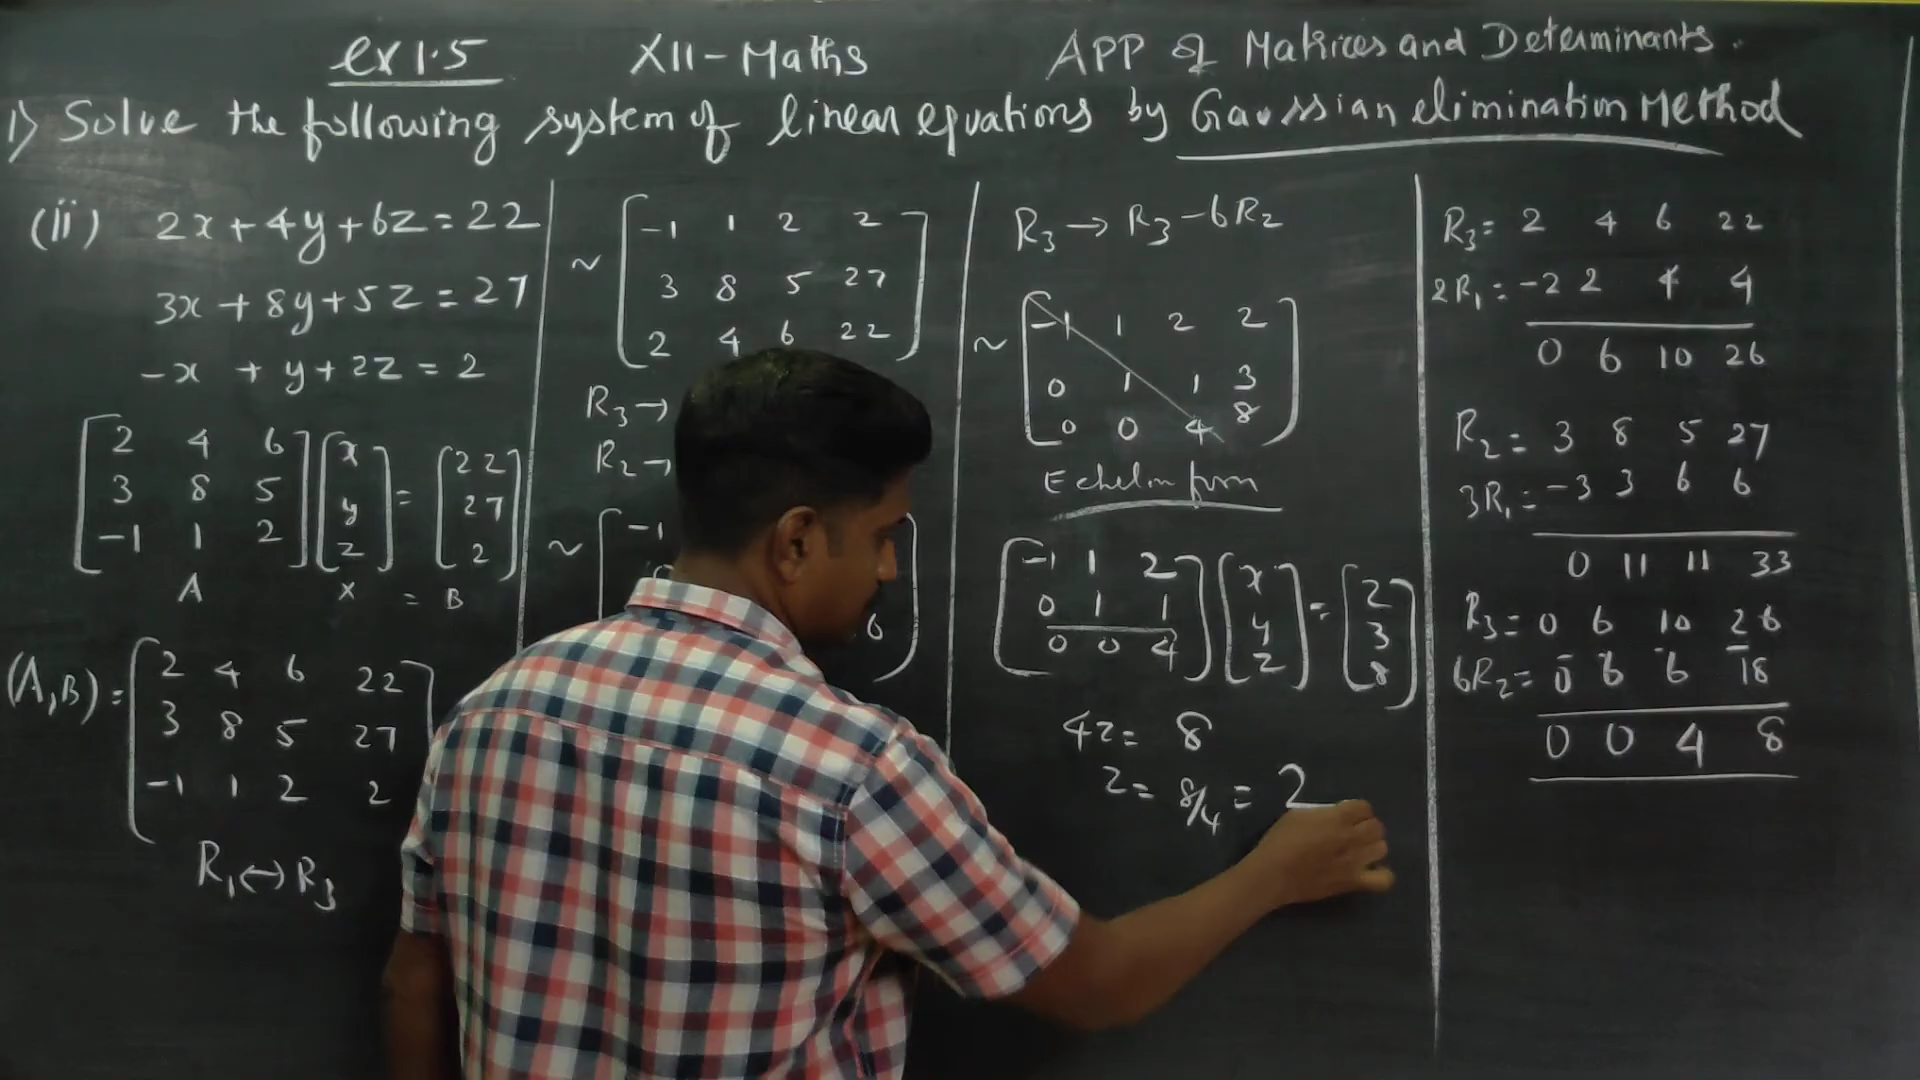 ex 1.5 XII - Maths APP of Matrices and Determinants.
1) Solve the following system of linear equations by Gaussian elimination Method
(ii) 2x + 4y + 6z = 22
3x + 8y + 5z = 27
-x + y + 2z = 2
[2 4 6] [x] = [22]
[3 8 5] [y] [27]
[-1 1 2] [z] [2]
A X = B
(A,B) = [2 4 6 22]
[3 8 5 27]
[-1 1 2 2]
R₁ ↔ R₃
~ [-1 1 2 2]
[3 8 5 27]
[2 4 6 22]
R₃ →
R₂ →
~ [-1
6]
R₃ → R₃ - 6R₂
~ [-1 1 2 2]
[0 1 1 3]
[0 0 4 8]
Echelon form
[-1 1 2] [x] = [2]
[0 1 1] [y] [3]
[0 0 4] [z] [8]
4z = 8
z = 8/4 = 2
R₃ = 2 4 6 22
2R₁ = -2 2 4 4
0 6 10 26
R₂ = 3 8 5 27
3R₁ = -3 3 6 6
0 11 11 33
R₃ = 0 6 10 26
6R₂ = 0 6 6 18
0 0 4 8